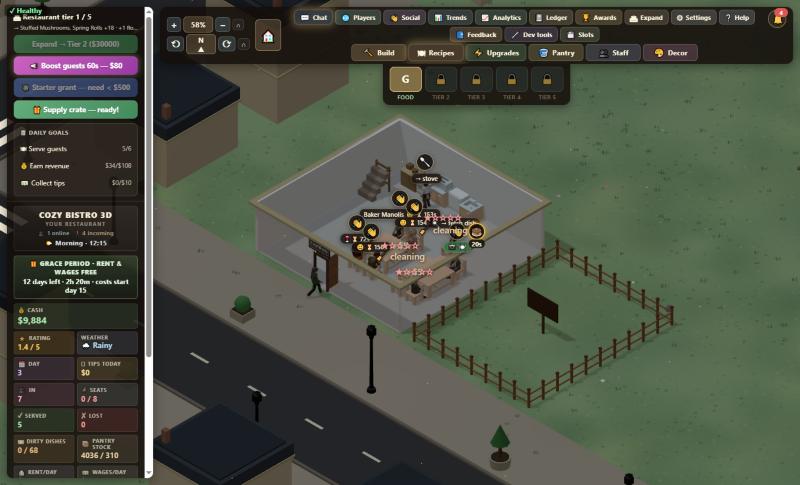 ✓ Healthy
Restaurant tier 1 / 5
→ Stuffed Mushrooms, Spring Rolls +18 · +1 flo...
Expand → Tier 2 ($30000)
Boost guests 60s — $80
Starter grant — need < $500
Supply crate — ready!
DAILY GOALS
Serve guests 5/6
Earn revenue $34/$108
Collect tips $0/$10
COZY BISTRO 3D
YOUR RESTAURANT
1 online · 4 incoming
Morning · 12:15
GRACE PERIOD · RENT & WAGES FREE
12 days left · 2h 20m · costs start day 15
CASH
$9,884
RATING
1.4 / 5
WEATHER
Rainy
DAY
3
TIPS TODAY
$0
IN
7
SEATS
0 / 8
SERVED
5
LOST
0
DIRTY DISHES
0 / 68
PANTRY STOCK
4036 / 310
RENT/DAY
WAGES/DAY
+ 58% −
N
Chat
Players
Social
Trends
Analytics
Ledger
Awards
Expand
Settings
? Help
4
Feedback
Dev tools
Slots
Build
Recipes
Upgrades
Pantry
Staff
Decor
G
FOOD
TIER 2
TIER 3
TIER 4
TIER 5
→ stove
Baker Manolis
cleaning
20s
cleaning